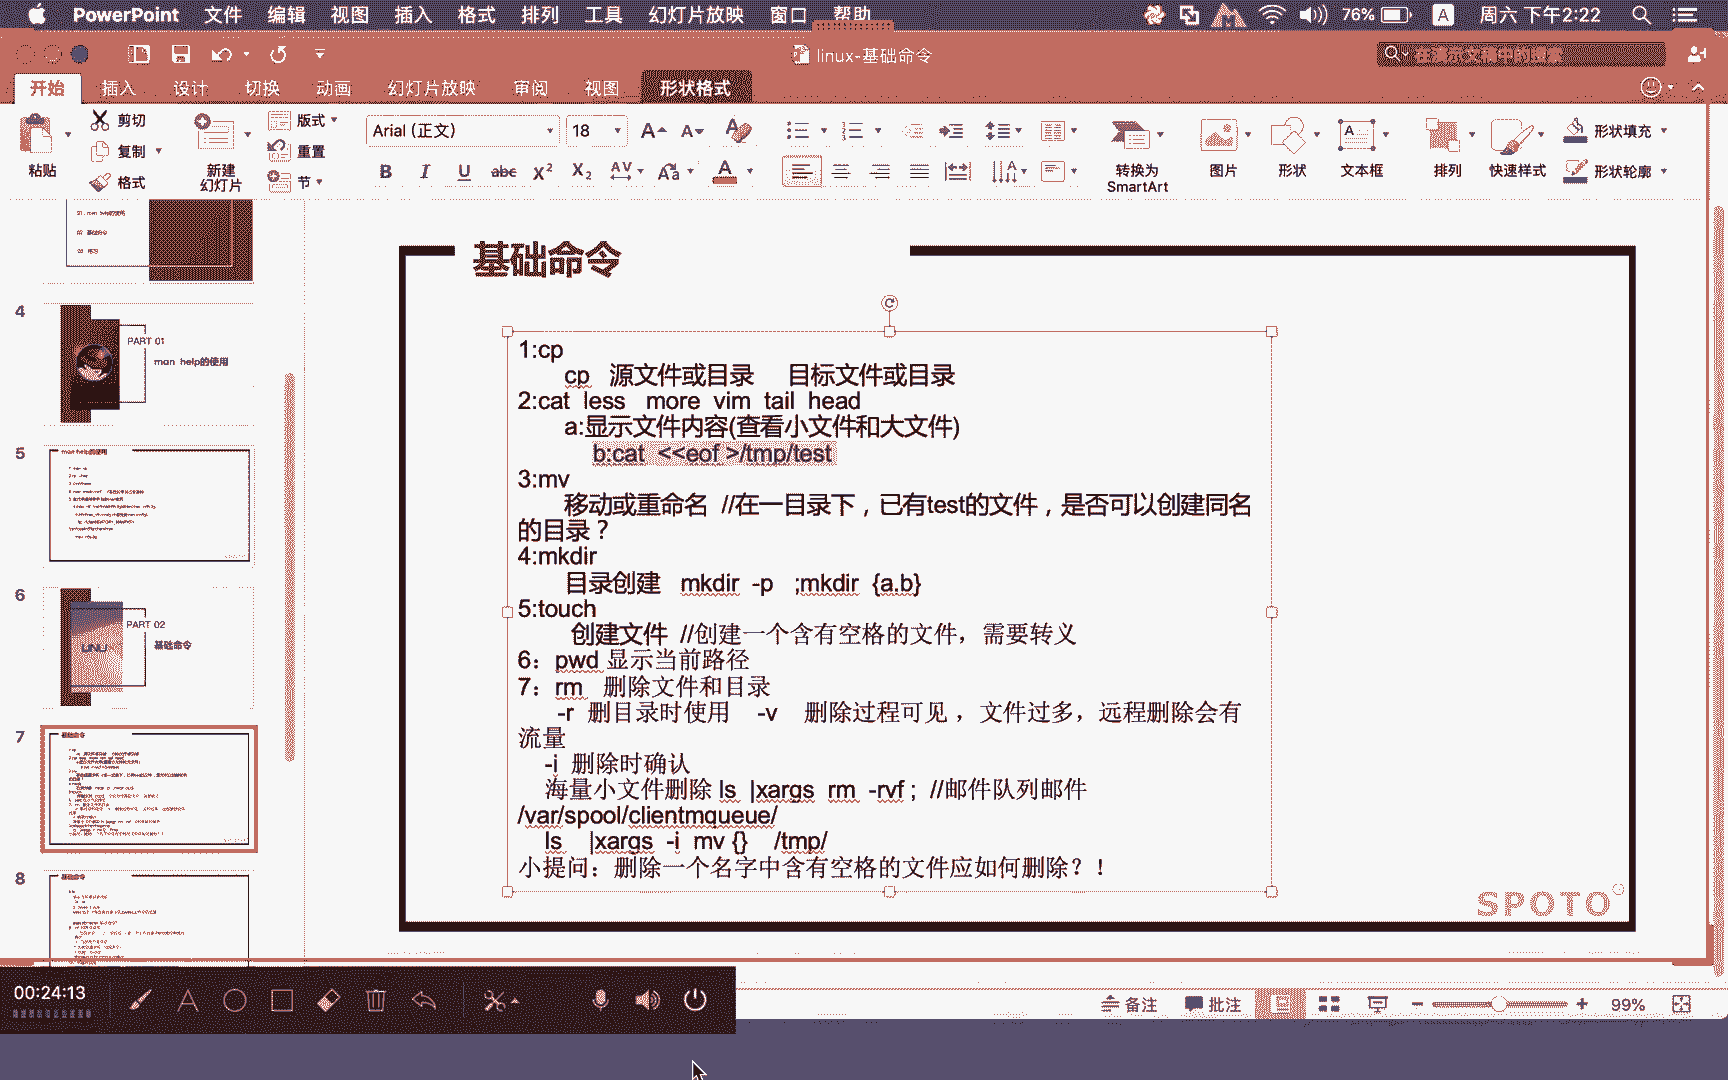 PowerPoint 文件 编辑 视图 插入 格式 排列 工具 幻灯片放映 窗口 帮助 76% A 周六 下午2:22
linux-基础命令 在演示文稿中的搜索
开始 插入 设计 切换 动画 幻灯片放映 审阅 视图 形状格式
粘贴 剪切 复制 格式 新建 幻灯片 版式 重置 节 Arial (正文) 18 转换为 SmartArt 图片 形状 文本框 排列 快速样式 形状填充 形状轮廓
4
PART 01
man help的使用
5
man help的使用
6
PART 02
基础命令
7
基础命令
8
基础命令
基础命令
1:cp
cp 源文件或目录 目标文件或目录
2:cat less more vim tail head
a:显示文件内容(查看小文件和大文件)
b:cat <<eof >/tmp/test
3:mv
移动或重命名 //在一目录下，已有test的文件，是否可以创建同名
的目录？
4:mkdir
目录创建 mkdir -p ;mkdir {a.b}
5:touch
创建文件 //创建一个含有空格的文件，需要转义
6：pwd 显示当前路径
7：rm 删除文件和目录
-r 删目录时使用 -v 删除过程可见 ，文件过多，远程删除会有
流量
-i 删除时确认
海量小文件删除 ls |xargs rm -rvf ; //邮件队列邮件
/var/spool/clientmqueue/
ls |xargs -i mv {} /tmp/
小提问：删除一个名字中含有空格的文件应如何删除？！
SPOTO
00:24:13
备注 批注 99%